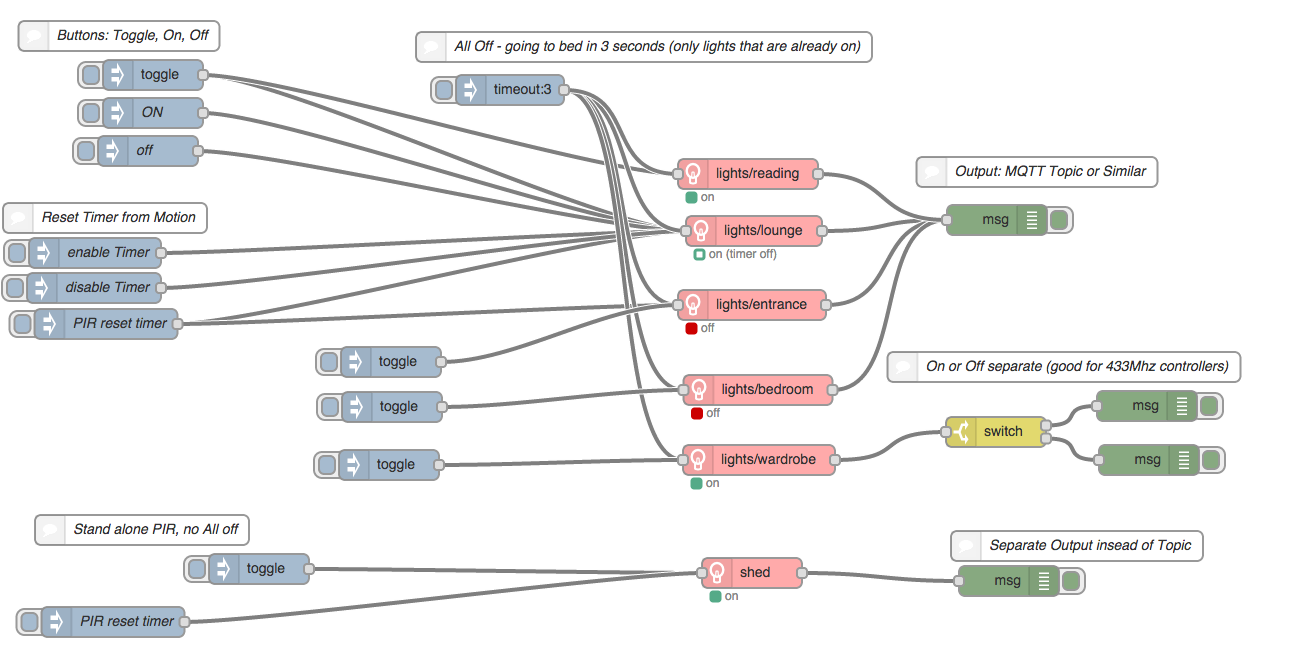 Buttons: Toggle, On, Off
toggle
ON
off
All Off - going to bed in 3 seconds (only lights that are already on)
timeout:3
lights/reading
on
Output: MQTT Topic or Similar
msg
Reset Timer from Motion
enable Timer
disable Timer
PIR reset timer
lights/lounge
on (timer off)
lights/entrance
off
toggle
toggle
lights/bedroom
off
On or Off separate (good for 433Mhz controllers)
msg
switch
msg
toggle
lights/wardrobe
on
Stand alone PIR, no All off
toggle
PIR reset timer
shed
on
Separate Output insead of Topic
msg